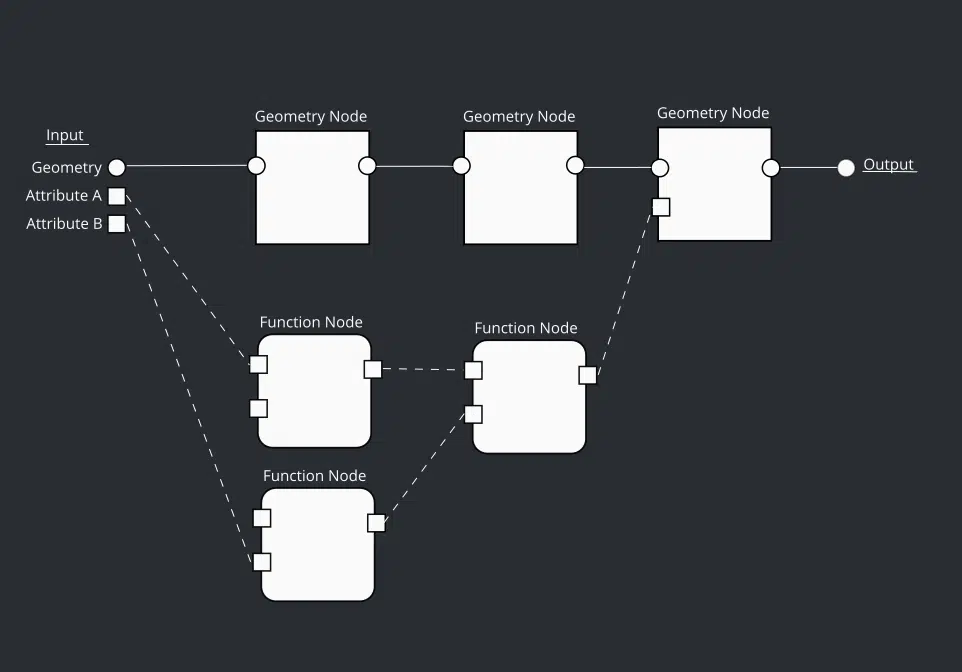 Geometry Node
Geometry Node
Geometry Node
Input
Geometry
Output
Attribute A
Attribute B
Function Node
Function Node
Function Node